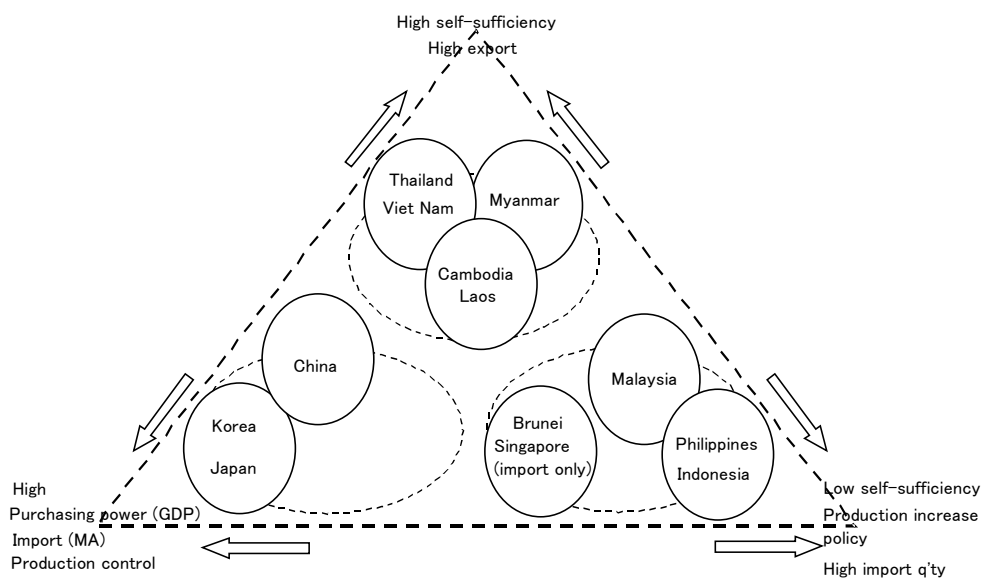 High self-sufficiency
High export
Thailand
Viet Nam
Myanmar
Cambodia
Laos
China
Malaysia
Korea
Japan
Brunei
Singapore
(import only)
Philippines
Indonesia
High
Purchasing power (GDP)
Import (MA)
Production control
Low self-sufficiency
Production increase
policy
High import q'ty